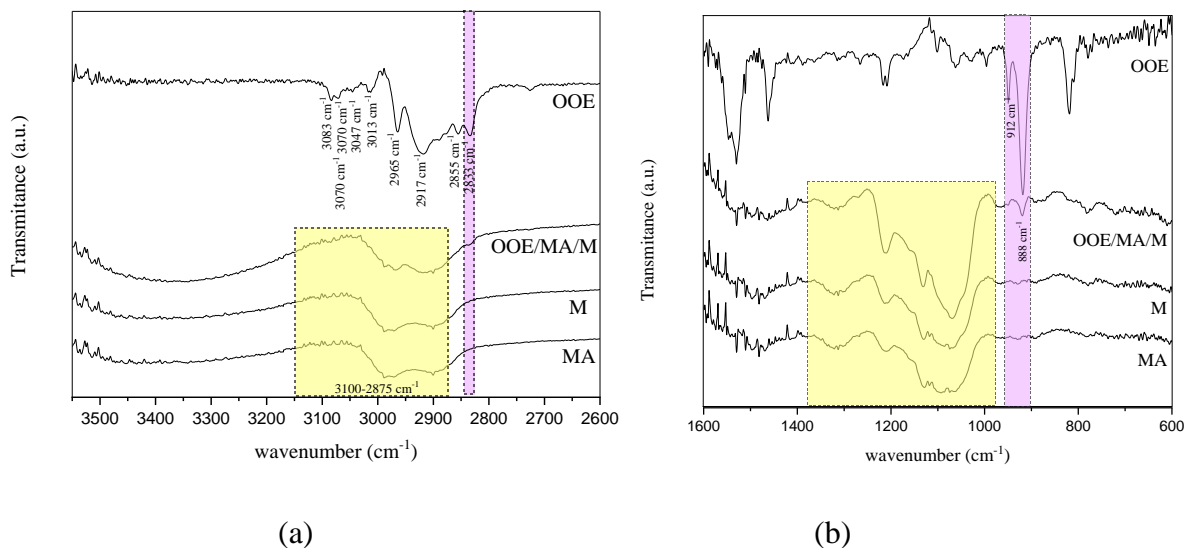 Transmitance (a.u.)
OOE
3083 cm-1
3070 cm-1
3070 cm-1
3047 cm-1
3013 cm-1
2965 cm-1
2917 cm-1
2855 cm-1
2833 cm-1
OOE/MA/M
M
MA
3100-2875 cm-1
3500 3400 3300 3200 3100 3000 2900 2800 2700 2600
wavenumber (cm-1)
(a)
Transmitance (a.u.)
OOE
912 cm-1
OOE/MA/M
888 cm-1
M
MA
1600 1400 1200 1000 800 600
wavenumber (cm-1)
(b)